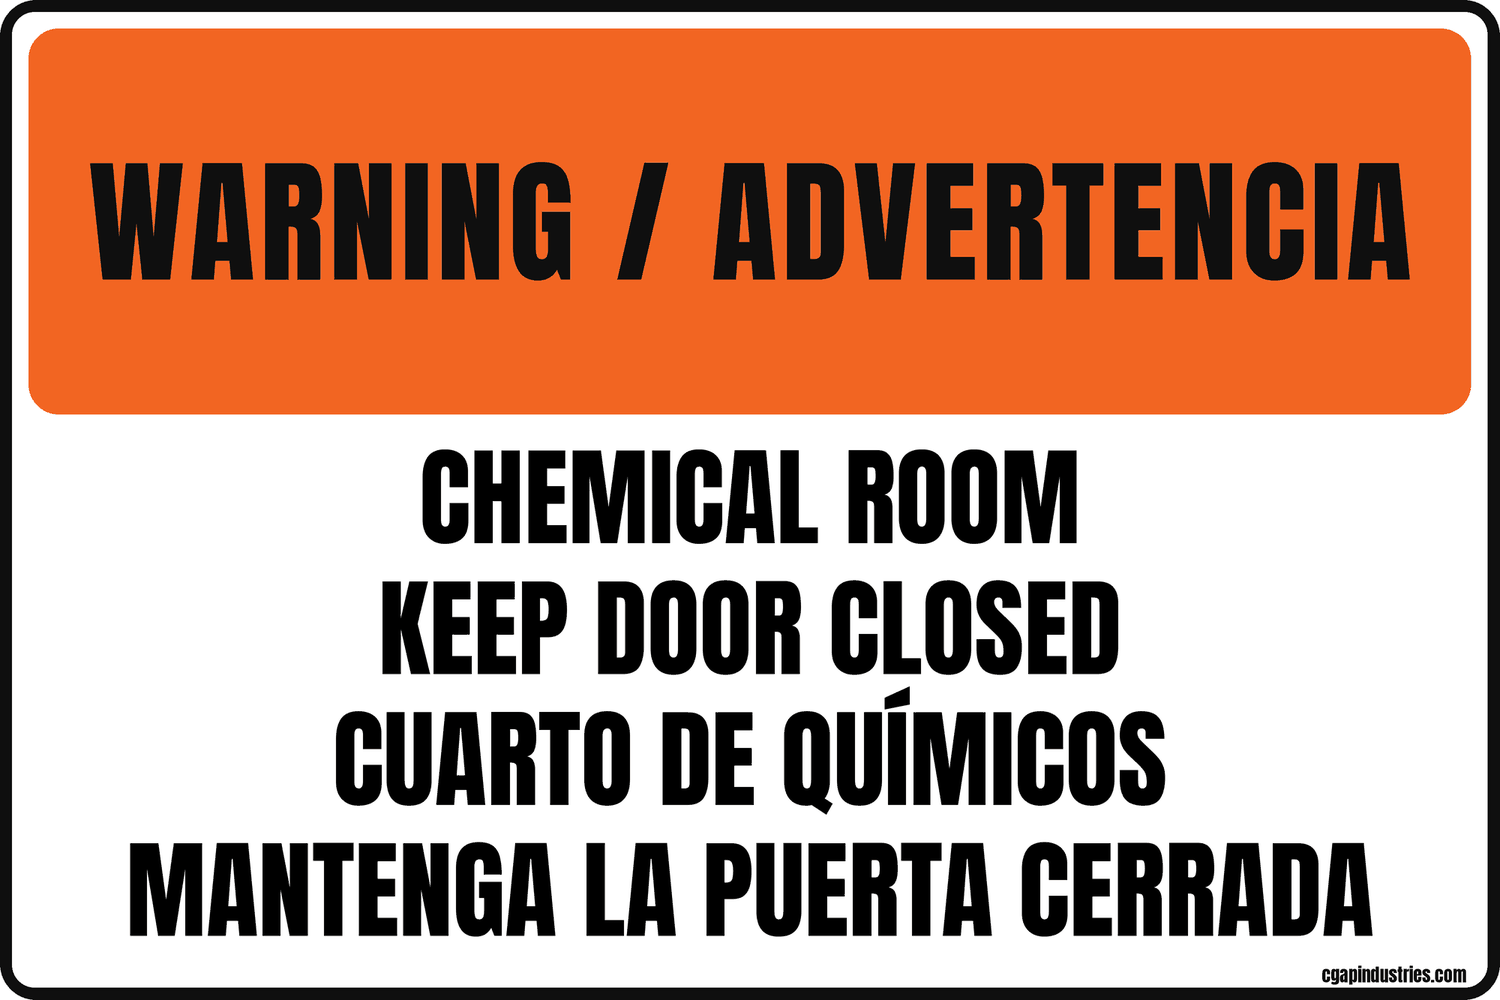 WARNING / ADVERTENCIA
CHEMICAL ROOM
KEEP DOOR CLOSED
CUARTO DE QUÍMICOS
MANTENGA LA PUERTA CERRADA
cgapindustries.com